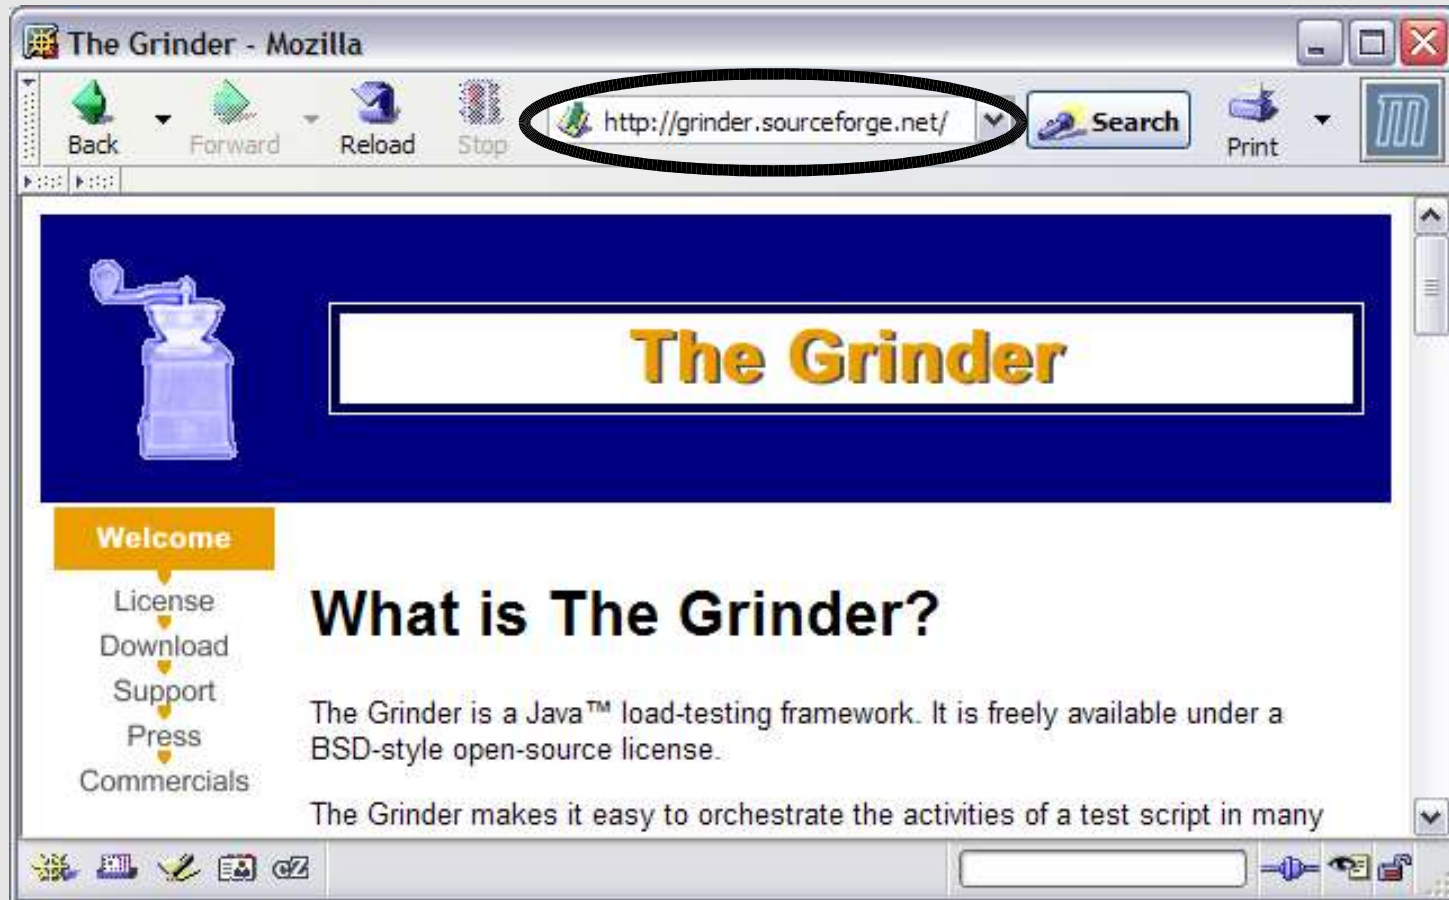 The Grinder - Mozilla
Back
Forward
Reload
Stop
http://grinder.sourceforge.net/
Search
Print
The Grinder
Welcome
License
Download
Support
Press
Commercials
What is The Grinder?
The Grinder is a Java™ load-testing framework. It is freely available under a
BSD-style open-source license.
The Grinder makes it easy to orchestrate the activities of a test script in many